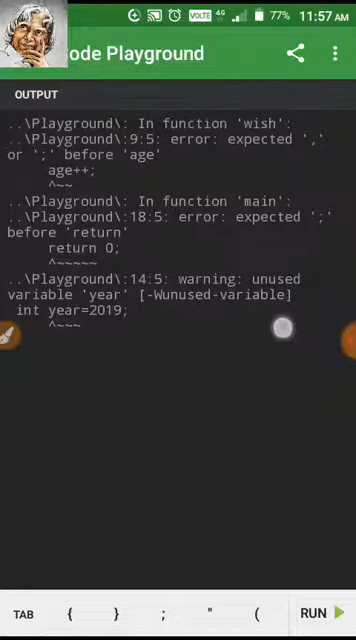 VOLTE 4G 77% 11:57 AM
ode Playground
OUTPUT
..\Playground\: In function 'wish':
..\Playground\:9:5: error: expected ','
or ';' before 'age'
age++;
^~~
..\Playground\: In function 'main':
..\Playground\:18:5: error: expected ';'
before 'return'
return 0;
^~~~~~
..\Playground\:14:5: warning: unused
variable 'year' [-Wunused-variable]
int year=2019;
^~~~
TAB { } ; " ( RUN